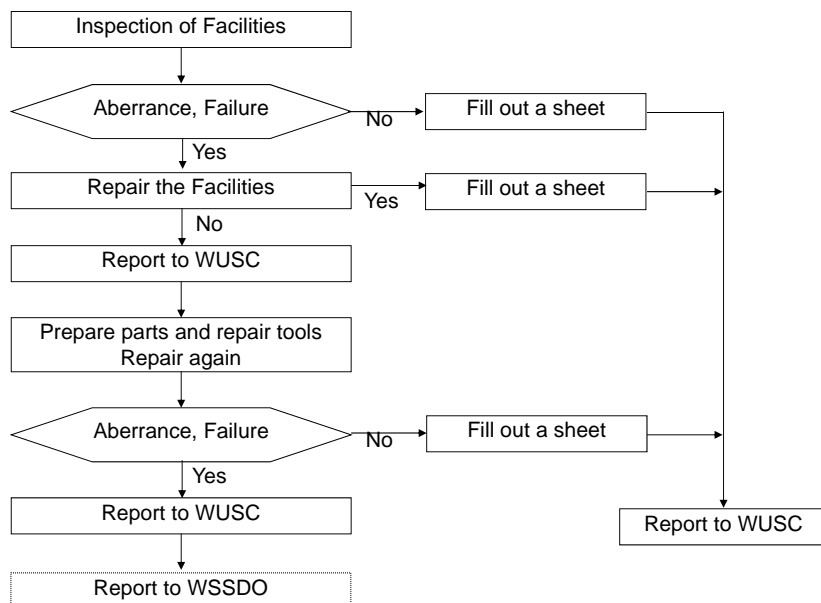 Inspection of Facilities
Aberrance, Failure
No
Fill out a sheet
Yes
Repair the Facilities
Yes
Fill out a sheet
No
Report to WUSC
Prepare parts and repair tools
Repair again
Aberrance, Failure
No
Fill out a sheet
Yes
Report to WUSC
Report to WUSC
Report to WSSDO